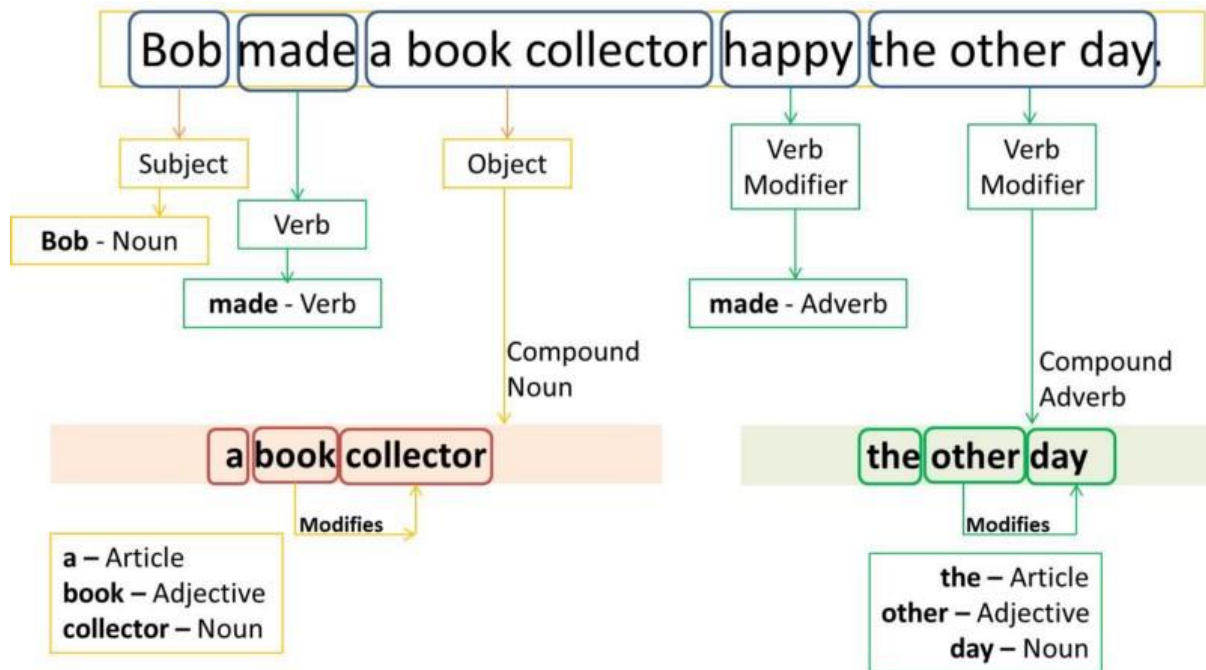 Bob made a book collector happy the other day.
Subject
Object
Verb
Modifier
Verb
Modifier
Verb
Bob - Noun
made - Verb
made - Adverb
Compound
Noun
Compound
Adverb
a book collector
the other day
Modifies
Modifies
a – Article
book – Adjective
collector – Noun
the – Article
other – Adjective
day – Noun